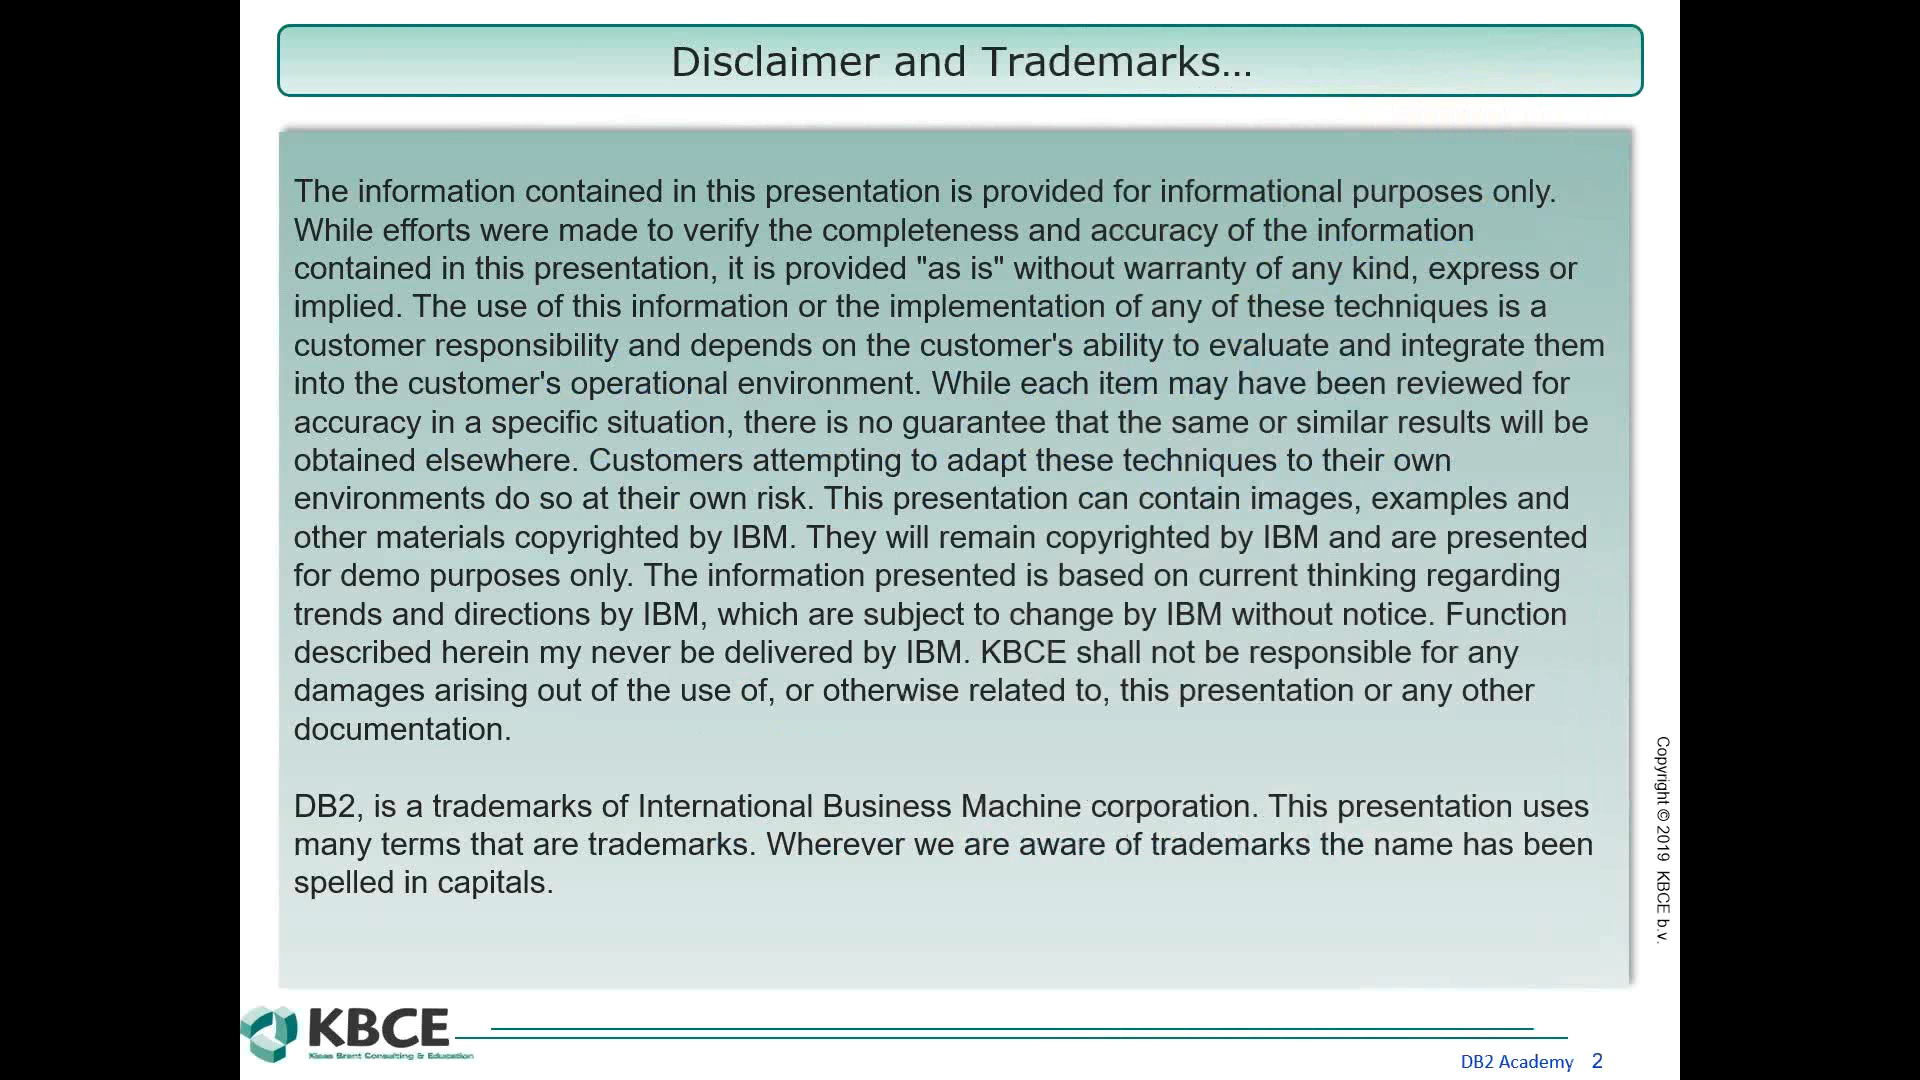 Disclaimer and Trademarks...
The information contained in this presentation is provided for informational purposes only.
While efforts were made to verify the completeness and accuracy of the information
contained in this presentation, it is provided "as is" without warranty of any kind, express or
implied. The use of this information or the implementation of any of these techniques is a
customer responsibility and depends on the customer's ability to evaluate and integrate them
into the customer's operational environment. While each item may have been reviewed for
accuracy in a specific situation, there is no guarantee that the same or similar results will be
obtained elsewhere. Customers attempting to adapt these techniques to their own
environments do so at their own risk. This presentation can contain images, examples and
other materials copyrighted by IBM. They will remain copyrighted by IBM and are presented
for demo purposes only. The information presented is based on current thinking regarding
trends and directions by IBM, which are subject to change by IBM without notice. Function
described herein my never be delivered by IBM. KBCE shall not be responsible for any
damages arising out of the use of, or otherwise related to, this presentation or any other
documentation.
DB2, is a trademarks of International Business Machine corporation. This presentation uses
many terms that are trademarks. Wherever we are aware of trademarks the name has been
spelled in capitals.
Copyright © 2019 KBCE b.v.
KBCE
Klaas Brant Consulting & Education
DB2 Academy 2